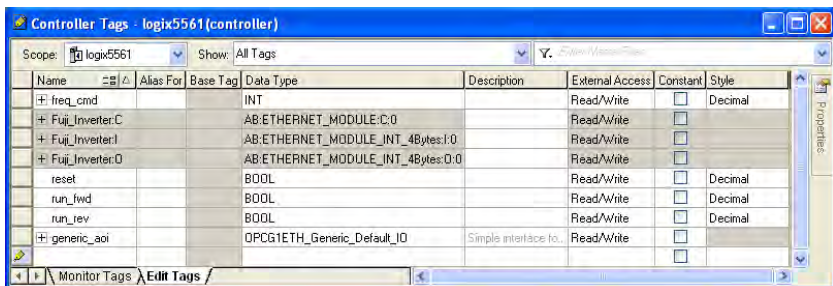 Controller Tags - logix5561(controller)
Scope: logix5561 Show: All Tags
Name Alias For Base Tag Data Type Description External Access Constant Style
freq_cmd INT Read/Write Decimal
Fuji_Inverter:C AB:ETHERNET_MODULE:C:0 Read/Write
Fuji_Inverter:I AB:ETHERNET_MODULE_INT_4Bytes:I:0 Read/Write
Fuji_Inverter:O AB:ETHERNET_MODULE_INT_4Bytes:O:0 Read/Write
reset BOOL Read/Write Decimal
run_fwd BOOL Read/Write Decimal
run_rev BOOL Read/Write Decimal
generic_aoi OPCG1ETH_Generic_Default_IO Simple interface to... Read/Write
Monitor Tags Edit Tags
Properties